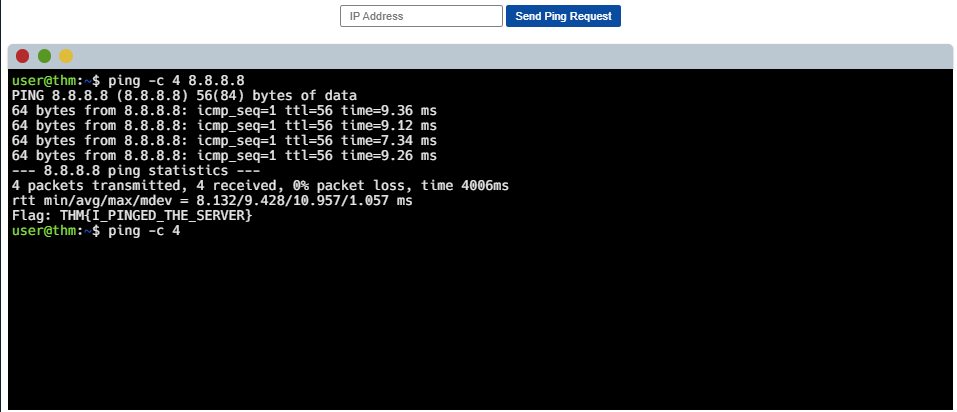 IP Address
Send Ping Request
user@thm:~$ ping -c 4 8.8.8.8
PING 8.8.8.8 (8.8.8.8) 56(84) bytes of data
64 bytes from 8.8.8.8: icmp_seq=1 ttl=56 time=9.36 ms
64 bytes from 8.8.8.8: icmp_seq=1 ttl=56 time=9.12 ms
64 bytes from 8.8.8.8: icmp_seq=1 ttl=56 time=7.34 ms
64 bytes from 8.8.8.8: icmp_seq=1 ttl=56 time=9.26 ms
--- 8.8.8.8 ping statistics ---
4 packets transmitted, 4 received, 0% packet loss, time 4006ms
rtt min/avg/max/mdev = 8.132/9.428/10.957/1.057 ms
Flag: THM{I_PINGED_THE_SERVER}
user@thm:~$ ping -c 4